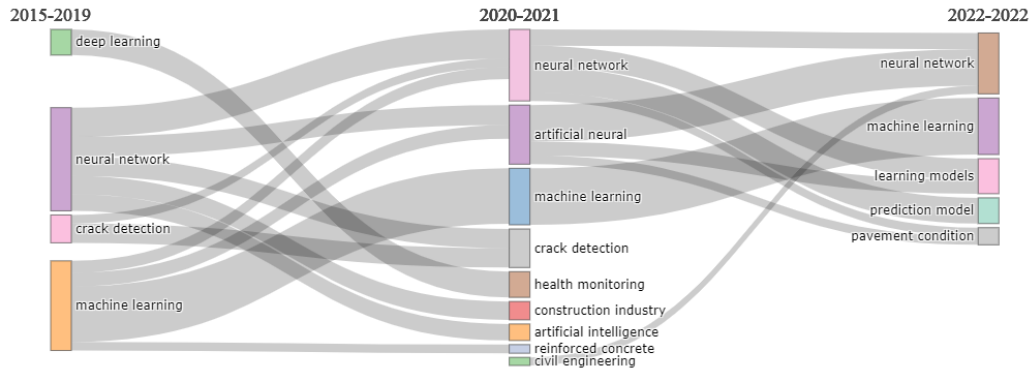 2015-2019
2020-2021
2022-2022
deep learning
neural network
crack detection
machine learning
neural network
artificial neural
machine learning
crack detection
health monitoring
construction industry
artificial intelligence
reinforced concrete
civil engineering
neural network
machine learning
learning models
prediction model
pavement condition